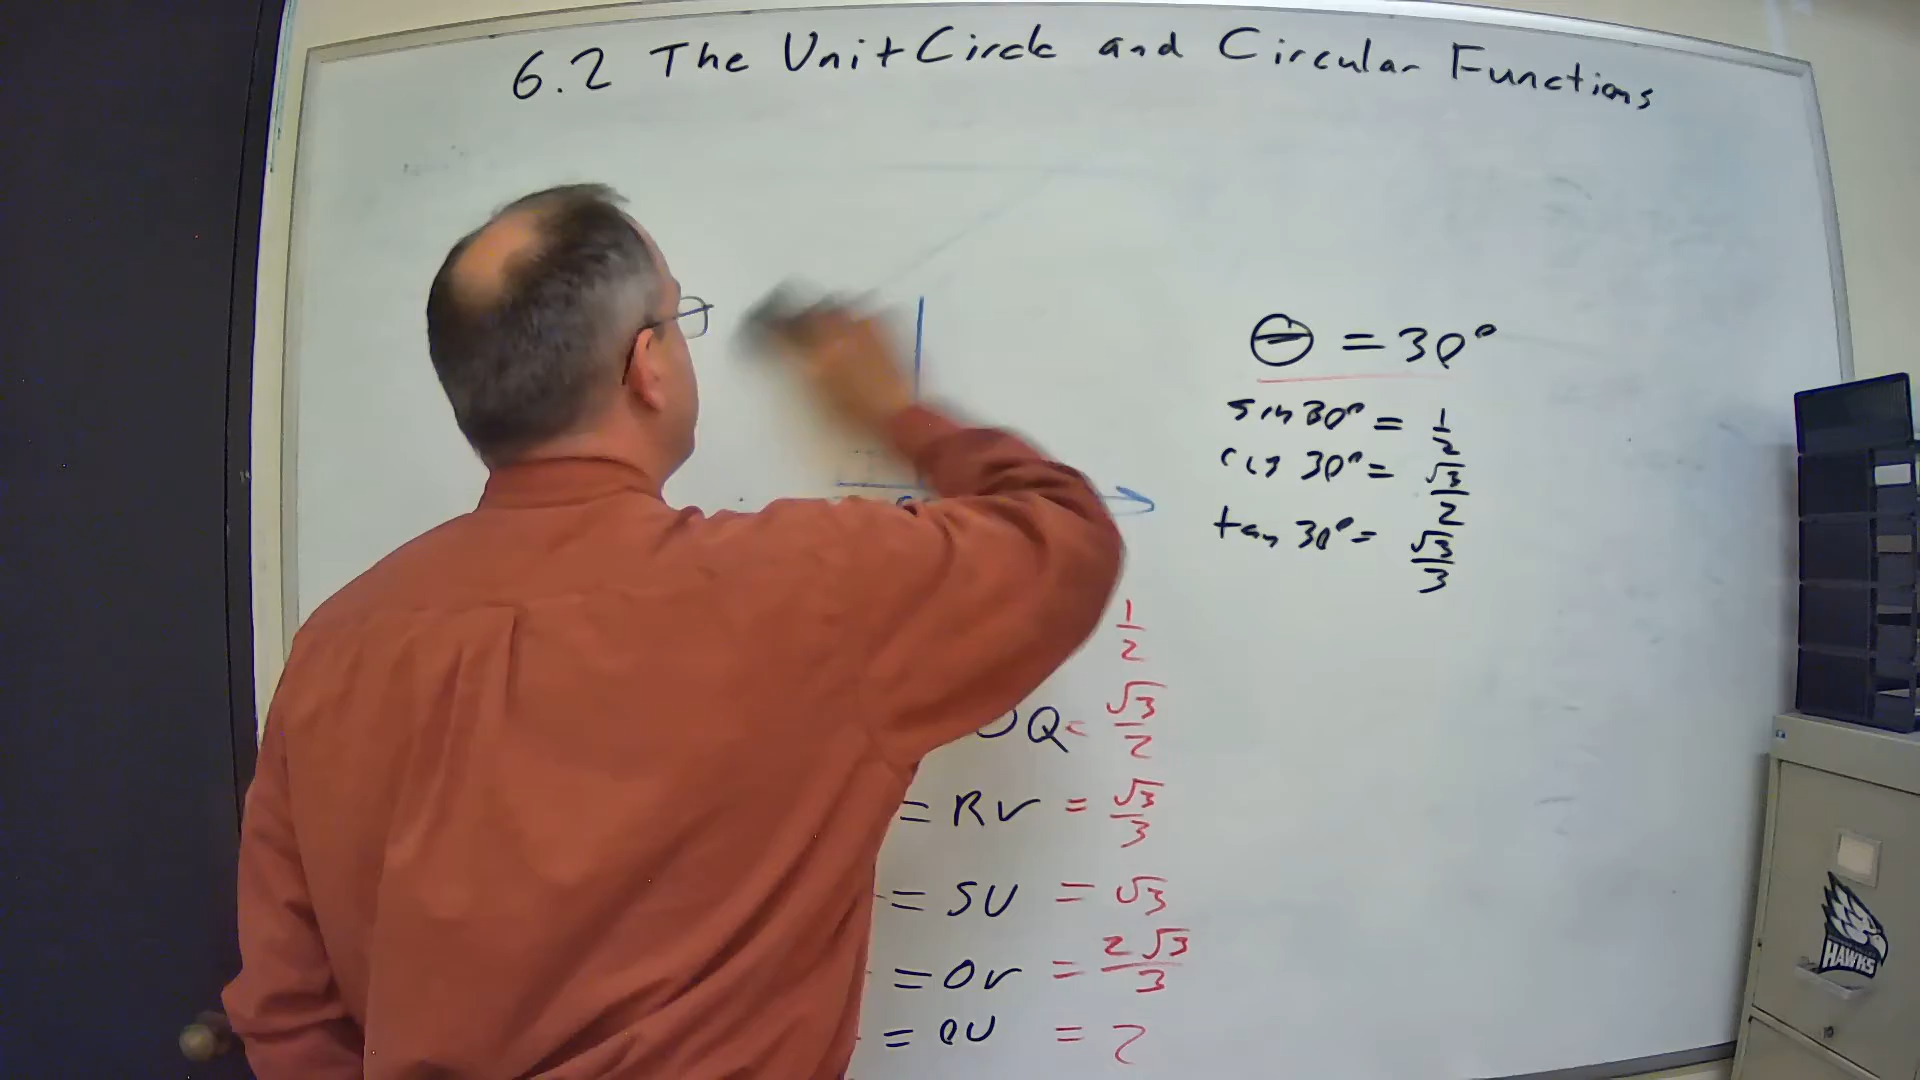 6.2 The Unit Circle and Circular Functions
Θ = 30°
sin 30° = 1/2
cos 30° = √3/2
tan 30° = √3/3
1/2
OQ = √3/2
= RV = √3/3
= SU = √3
= OV = 2√3/3
= OU = 2
HAWKS